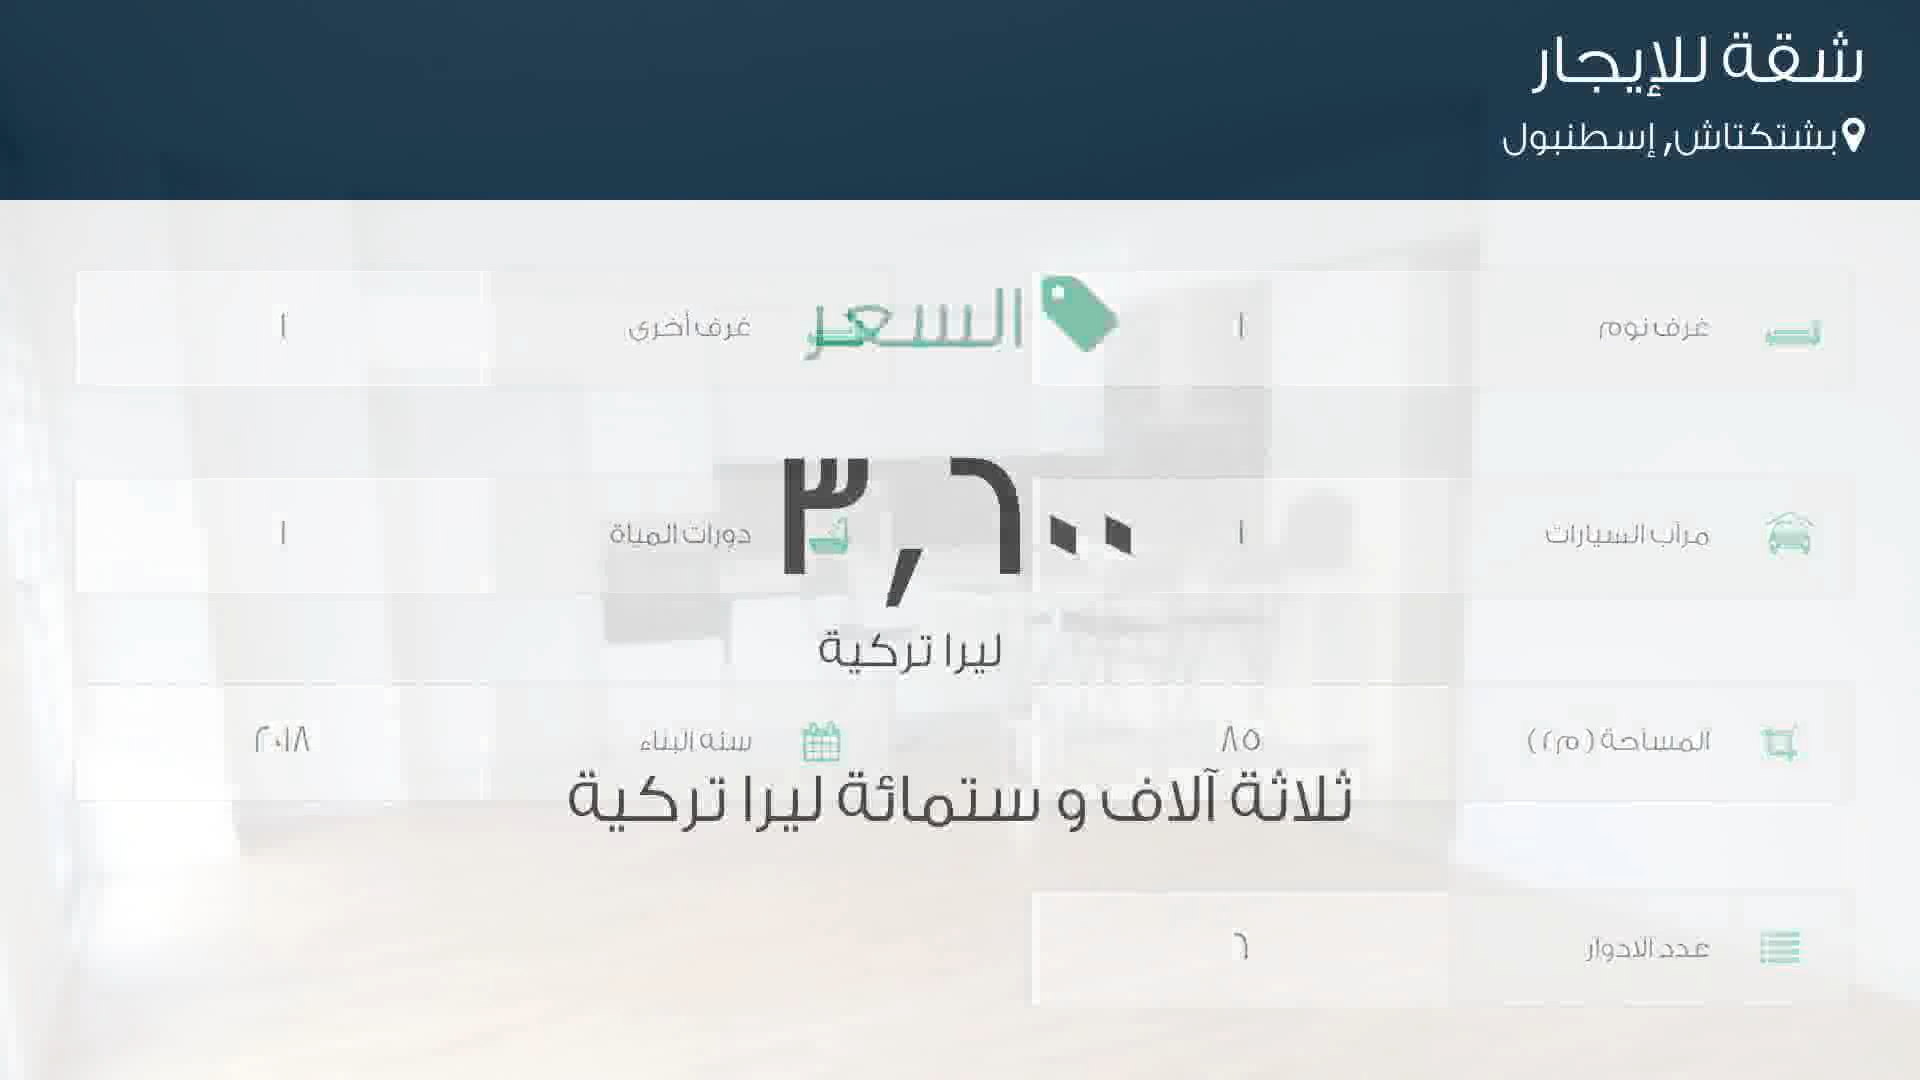 شقة للإيجار
بشتكتاش, إسطنبول
السعر
غرف نوم ١
غرف أخرى ١
٣,٦٠٠
مرآب السيارات ١
دورات المياة ١
ليرا تركية
المساحة (م٢) ٨٥
سنة البناء ٢٠١٨
ثلاثة آلاف و ستمائة ليرا تركية
عدد الادوار ٦